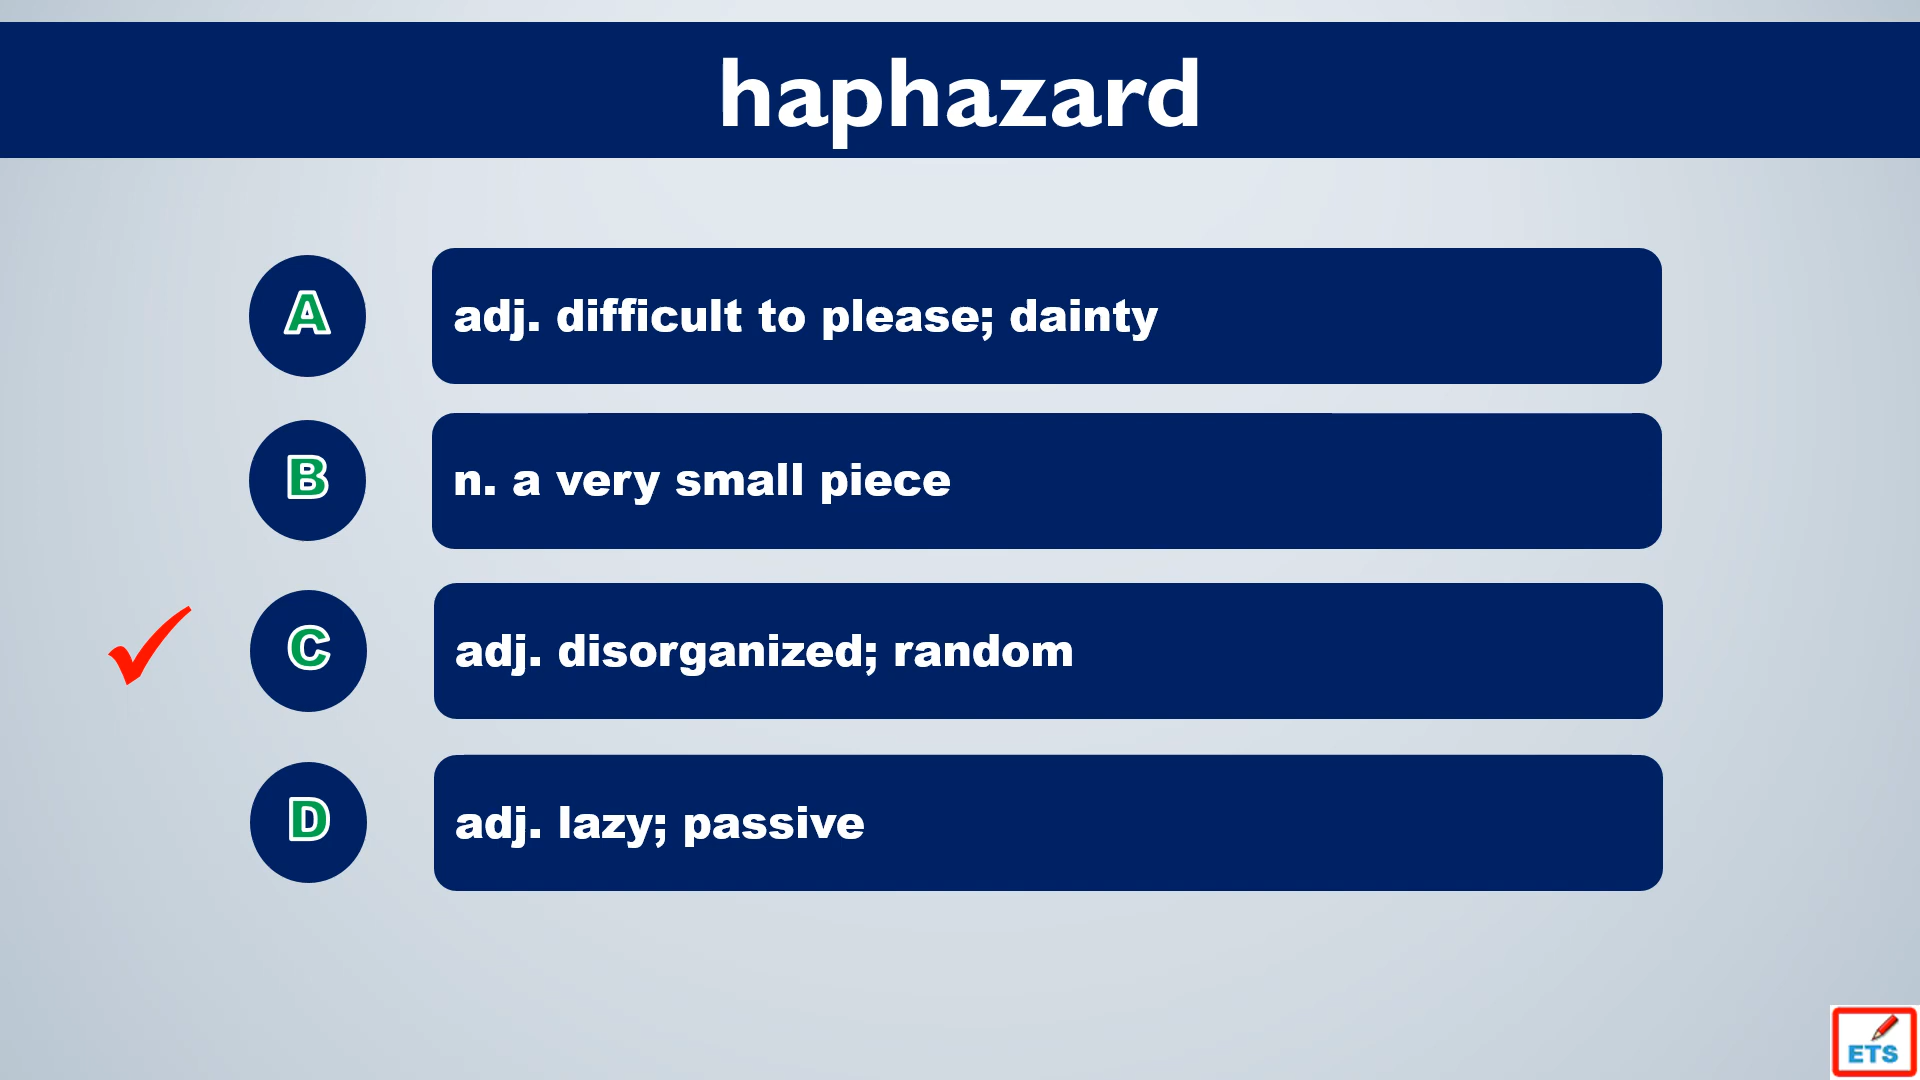 haphazard
A
adj. difficult to please; dainty
B
n. a very small piece
C
adj. disorganized; random
D
adj. lazy; passive
ETS